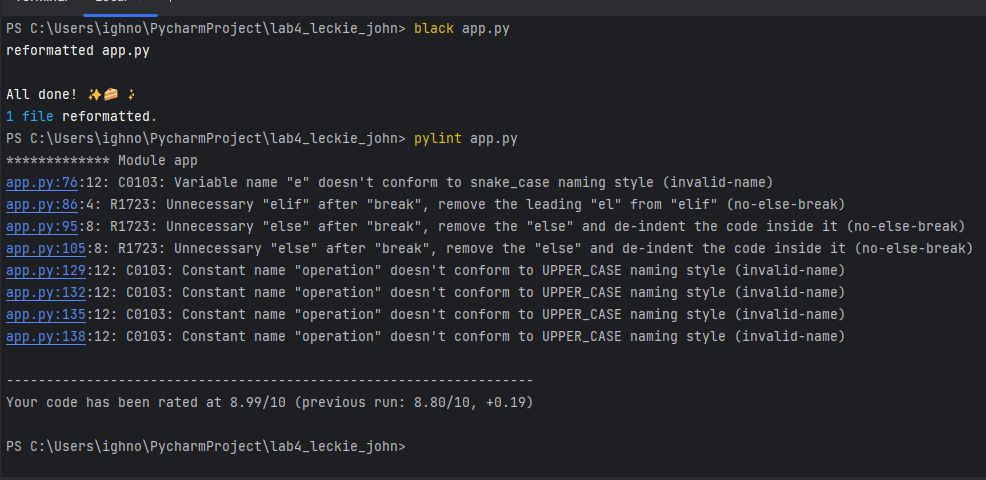 PS C:\Users\ighno\PycharmProject\lab4_leckie_john> black app.py
reformatted app.py
All done! ✨🍰 ✨
1 file reformatted.
PS C:\Users\ighno\PycharmProject\lab4_leckie_john> pylint app.py
************* Module app
app.py:76:12: C0103: Variable name "e" doesn't conform to snake_case naming style (invalid-name)
app.py:86:4: R1723: Unnecessary "elif" after "break", remove the leading "el" from "elif" (no-else-break)
app.py:95:8: R1723: Unnecessary "else" after "break", remove the "else" and de-indent the code inside it (no-else-break)
app.py:105:8: R1723: Unnecessary "else" after "break", remove the "else" and de-indent the code inside it (no-else-break)
app.py:129:12: C0103: Constant name "operation" doesn't conform to UPPER_CASE naming style (invalid-name)
app.py:132:12: C0103: Constant name "operation" doesn't conform to UPPER_CASE naming style (invalid-name)
app.py:135:12: C0103: Constant name "operation" doesn't conform to UPPER_CASE naming style (invalid-name)
app.py:138:12: C0103: Constant name "operation" doesn't conform to UPPER_CASE naming style (invalid-name)
------------------------------------------------------------------
Your code has been rated at 8.99/10 (previous run: 8.80/10, +0.19)
PS C:\Users\ighno\PycharmProject\lab4_leckie_john>